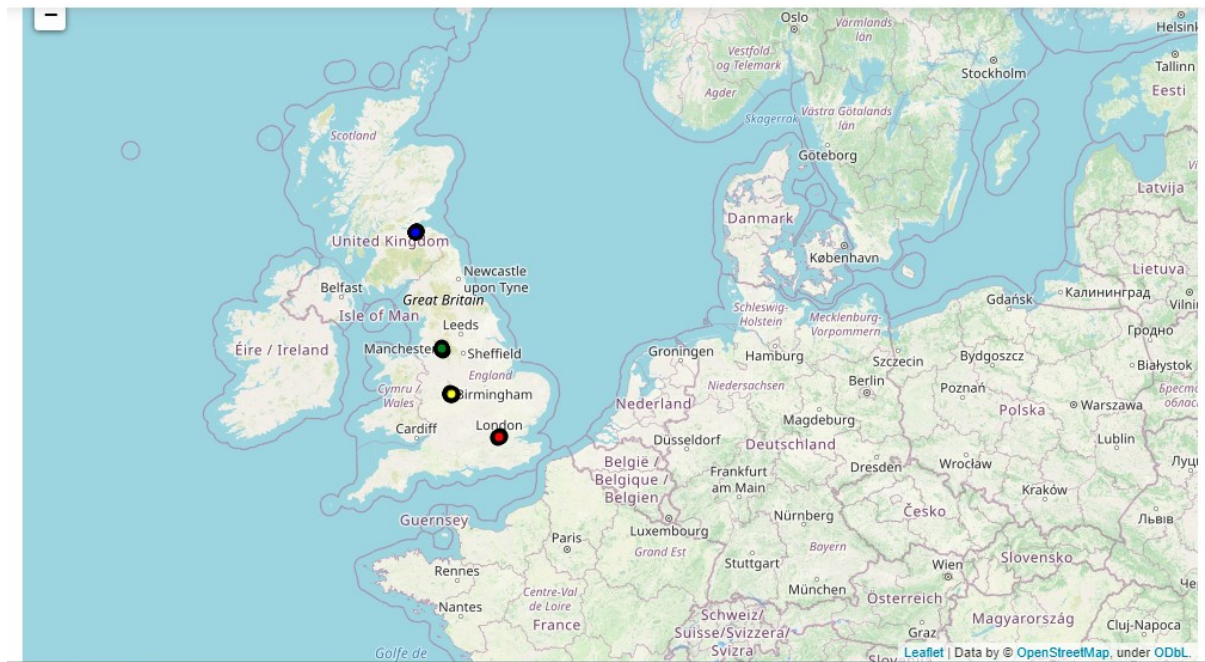 −
Oslo
Värmlands
län
Helsink
Vestfold
og Telemark
Stockholm
Tallinn
Eesti
Agder
Skagerrak
Västra Götalands
län
Scotland
Göteborg
Latvija
Danmark
United Kingdom
København
Lietuva
Newcastle
upon Tyne
Belfast
Great Britain
Isle of Man
Gdańsk
Калининград
Vilni
Schleswig-
Holstein
Mecklenburg-
Vorpommern
Leeds
Гродно
Éire / Ireland
Manchester
Sheffield
Groningen
Hamburg
Szczecin
Bydgoszcz
Białystok
England
Cymru /
Wales
Birmingham
Niedersachsen
Berlin
Poznań
Nederland
Polska
Warszawa
Magdeburg
London
Cardiff
Düsseldorf
Deutschland
Lublin
België /
Belgique /
Belgien
Frankfurt
am Main
Dresden
Wrocław
Kraków
Guernsey
Nürnberg
Česko
Львів
Paris
Luxembourg
Grand Est
Bayern
Slovensko
Rennes
Stuttgart
Wien
München
Centre-Val
de Loire
Nantes
France
Österreich
Schweiz/
Suisse/Svizzera/
Svizra
Magyarország
Cluj-Napoca
Graz
Golfe de
Leaflet | Data by © OpenStreetMap, under ODbL.